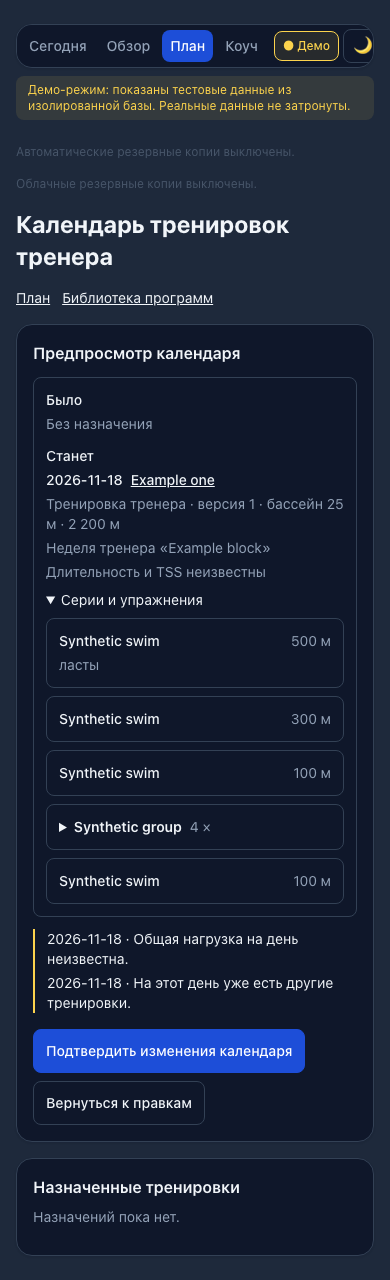 Сегодня Обзор План Коуч Демо
Демо-режим: показаны тестовые данные из
изолированной базы. Реальные данные не затронуты.
Автоматические резервные копии выключены.
Облачные резервные копии выключены.
Календарь тренировок
тренера
План Библиотека программ
Предпросмотр календаря
Было
Без назначения
Станет
2026-11-18 Example one
Тренировка тренера · версия 1 · бассейн 25
м · 2 200 м
Неделя тренера «Example block»
Длительность и TSS неизвестны
Серии и упражнения
Synthetic swim 500 м
ласты
Synthetic swim 300 м
Synthetic swim 100 м
Synthetic group 4 ×
Synthetic swim 100 м
2026-11-18 · Общая нагрузка на день
неизвестна.
2026-11-18 · На этот день уже есть другие
тренировки.
Подтвердить изменения календаря
Вернуться к правкам
Назначенные тренировки
Назначений пока нет.